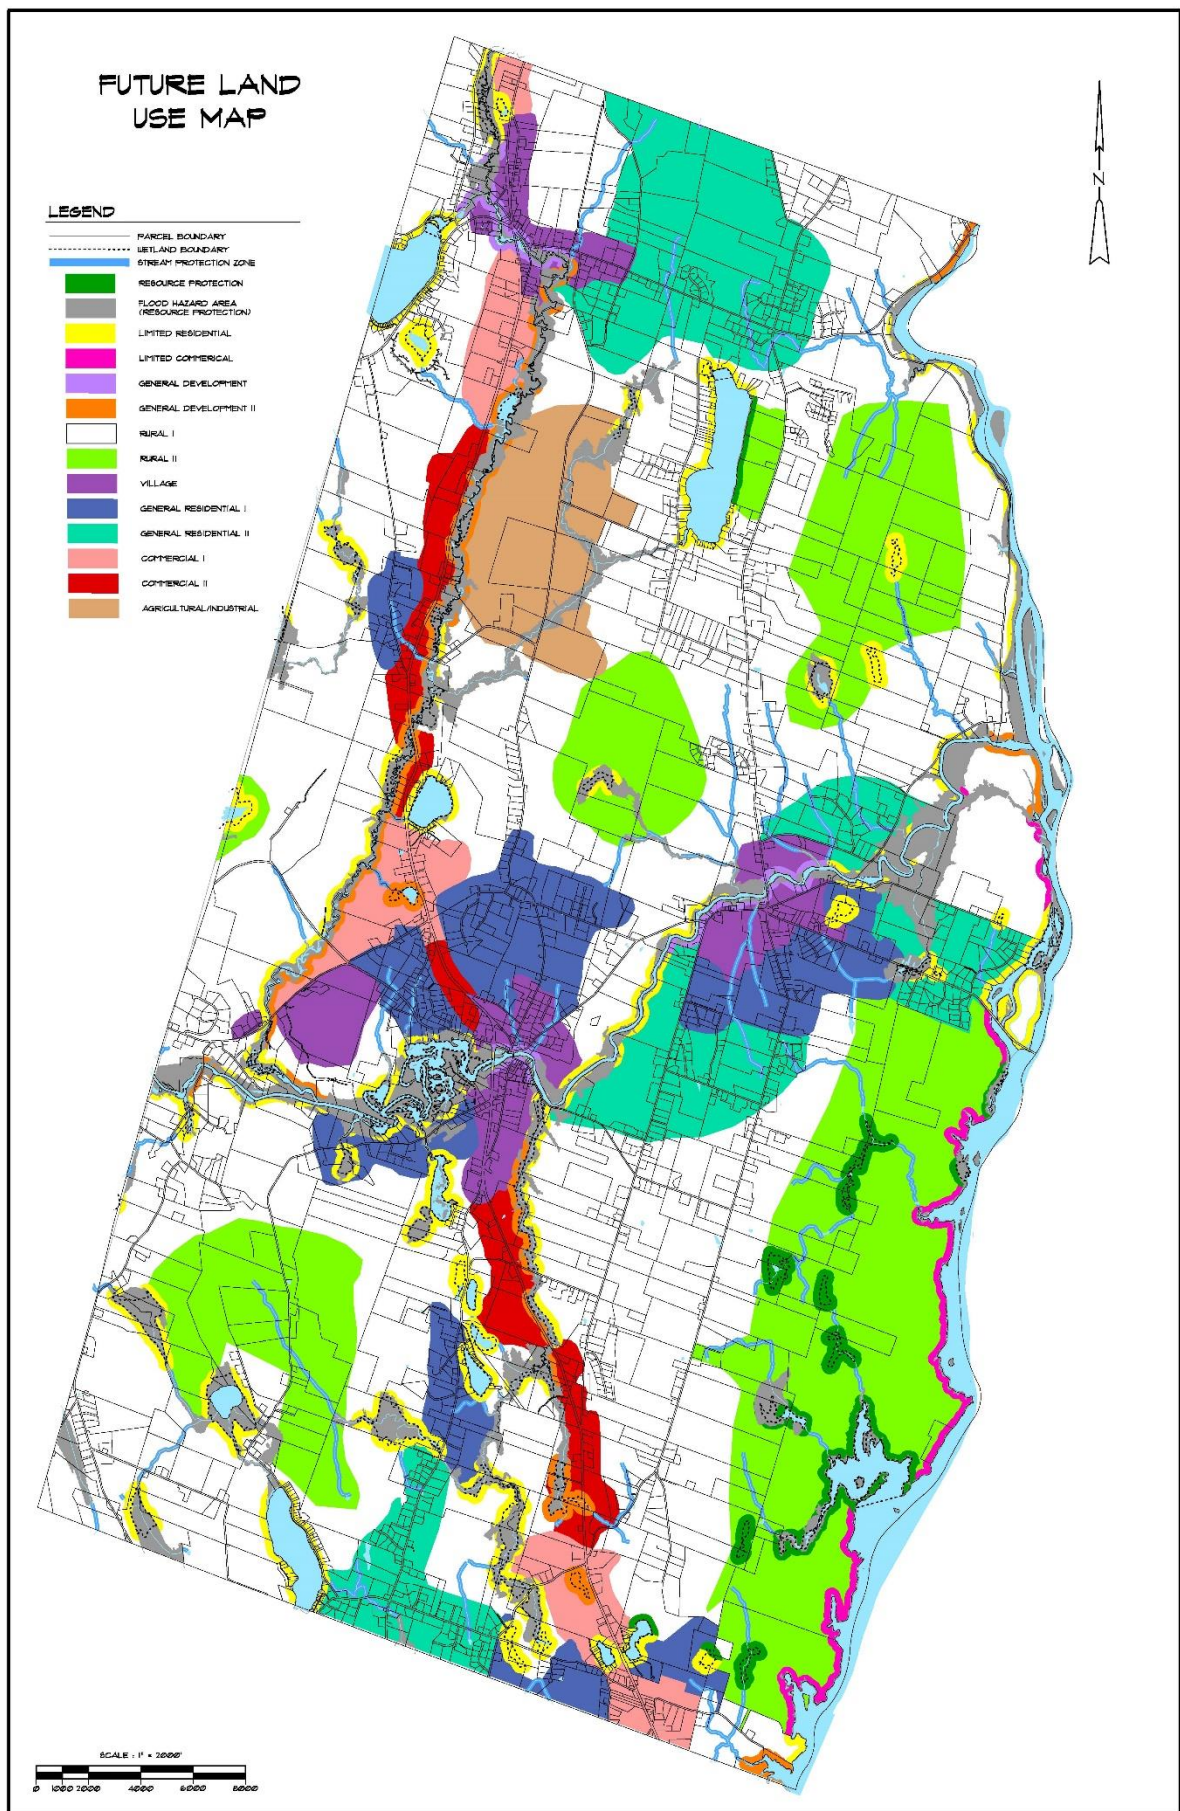 FUTURE LAND
USE MAP
N
LEGEND
PARCEL BOUNDARY
WETLAND BOUNDARY
STREAM PROTECTION ZONE
RESOURCE PROTECTION
FLOOD HAZARD AREA
(RESOURCE PROTECTION)
LIMITED RESIDENTIAL
LIMITED COMMERICAL
GENERAL DEVELOPMENT
GENERAL DEVELOPMENT II
RURAL I
RURAL II
VILLAGE
GENERAL RESIDENTIAL I
GENERAL RESIDENTIAL II
COMMERCIAL I
COMMERCIAL II
AGRICULTURAL/INDUSTRIAL
SCALE : 1" = 2000'
0 1000 2000 4000 6000 8000